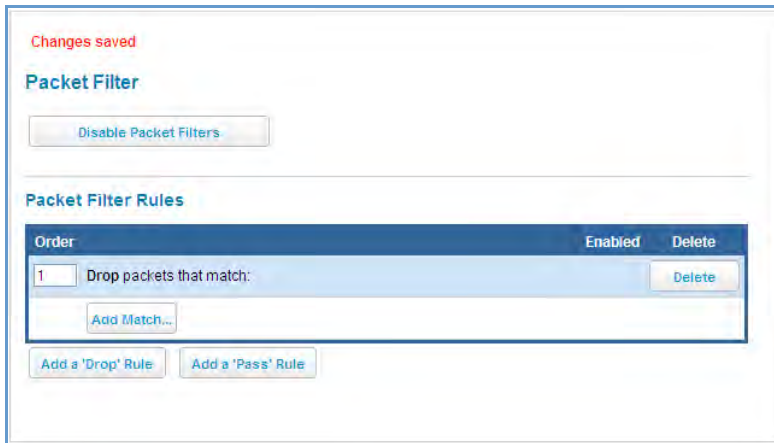 Changes saved
Packet Filter
Disable Packet Filters
Packet Filter Rules
Order Enabled Delete
1 Drop packets that match: Delete
Add Match...
Add a 'Drop' Rule Add a 'Pass' Rule